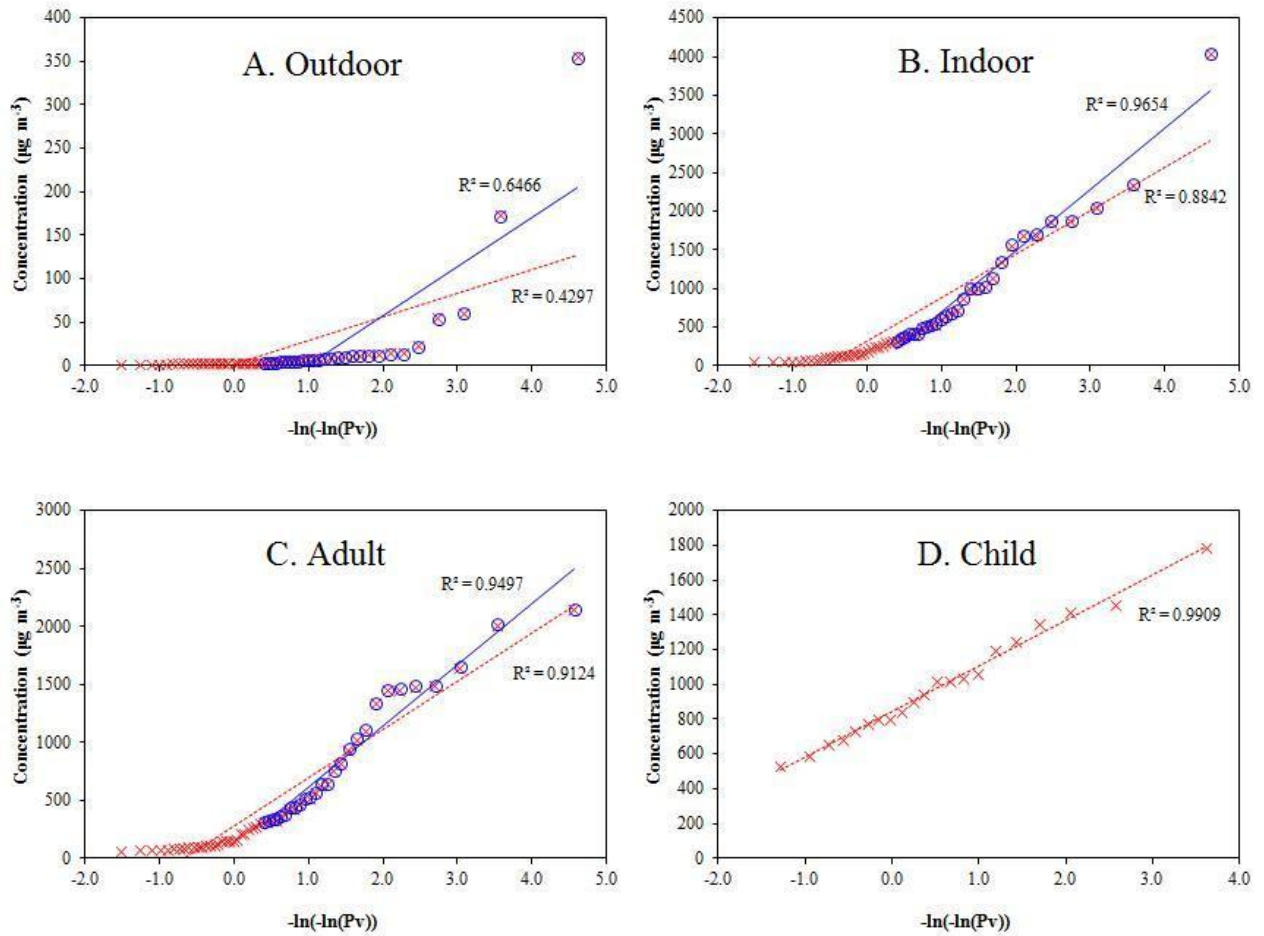 A. Outdoor
Concentration (µg m⁻³)
400
350
300
250
200
150
100
50
0
R² = 0.6466
R² = 0.4297
-2.0 -1.0 0.0 1.0 2.0 3.0 4.0 5.0
-ln(-ln(Pv))
B. Indoor
Concentration (µg m⁻³)
4500
4000
3500
3000
2500
2000
1500
1000
500
0
R² = 0.9654
R² = 0.8842
-2.0 -1.0 0.0 1.0 2.0 3.0 4.0 5.0
-ln(-ln(Pv))
C. Adult
Concentration (µg m⁻³)
3000
2500
2000
1500
1000
500
0
R² = 0.9497
R² = 0.9124
-2.0 -1.0 0.0 1.0 2.0 3.0 4.0 5.0
-ln(-ln(Pv))
D. Child
Concentration (µg m⁻³)
2000
1800
1600
1400
1200
1000
800
600
400
200
0
R² = 0.9909
-2.0 -1.0 0.0 1.0 2.0 3.0 4.0
-ln(-ln(Pv))